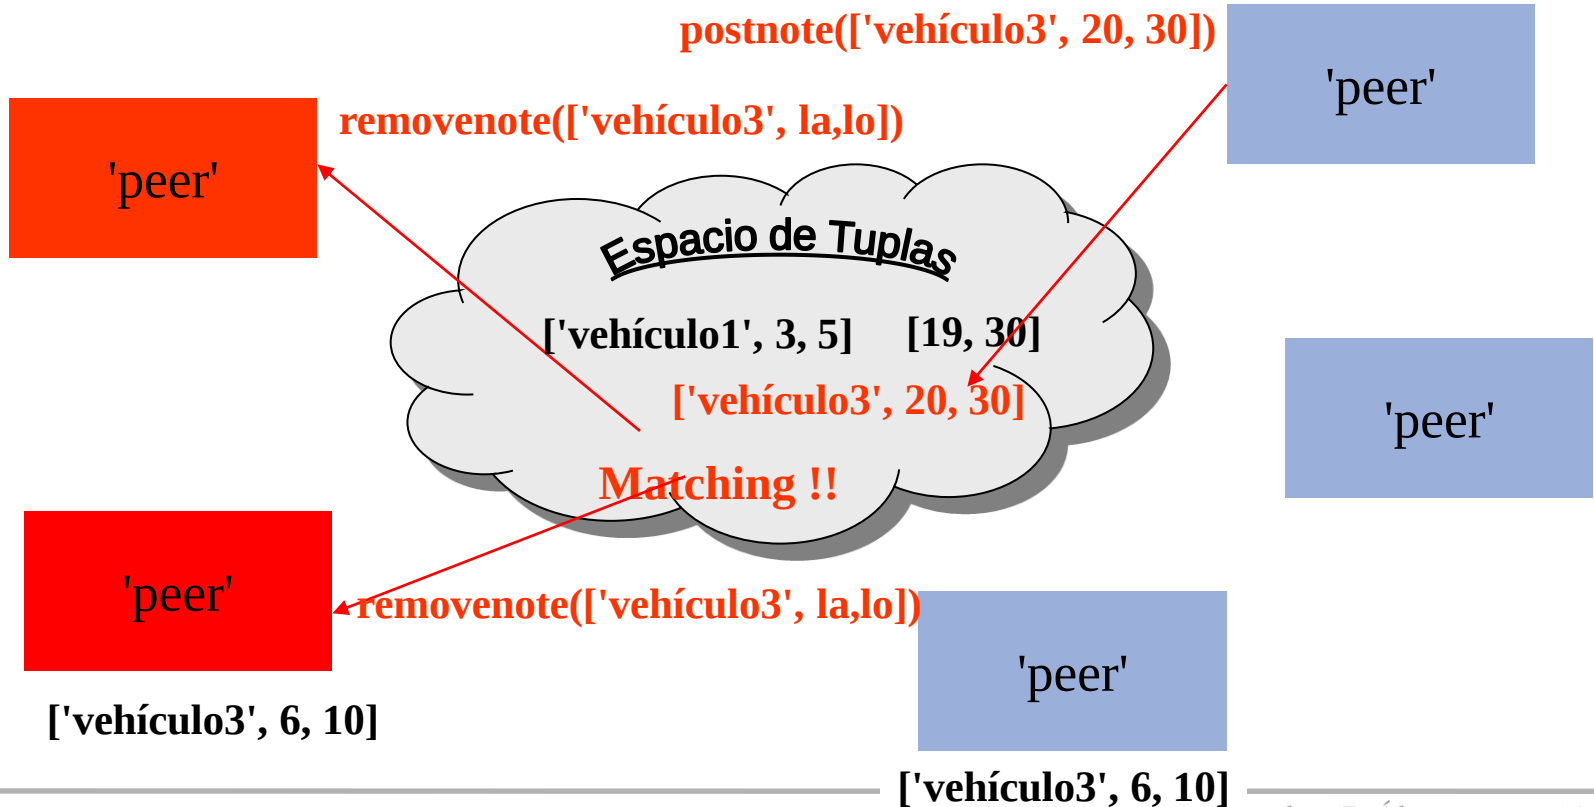 postnote(['vehículo3', 20, 30])
'peer'
removenote(['vehículo3', la,lo])
'peer'
Espacio de Tuplas
['vehículo1', 3, 5] [19, 30]
['vehículo3', 20, 30]
'peer'
Matching !!
'peer'
removenote(['vehículo3', la,lo])
'peer'
['vehículo3', 6, 10]
['vehículo3', 6, 10]